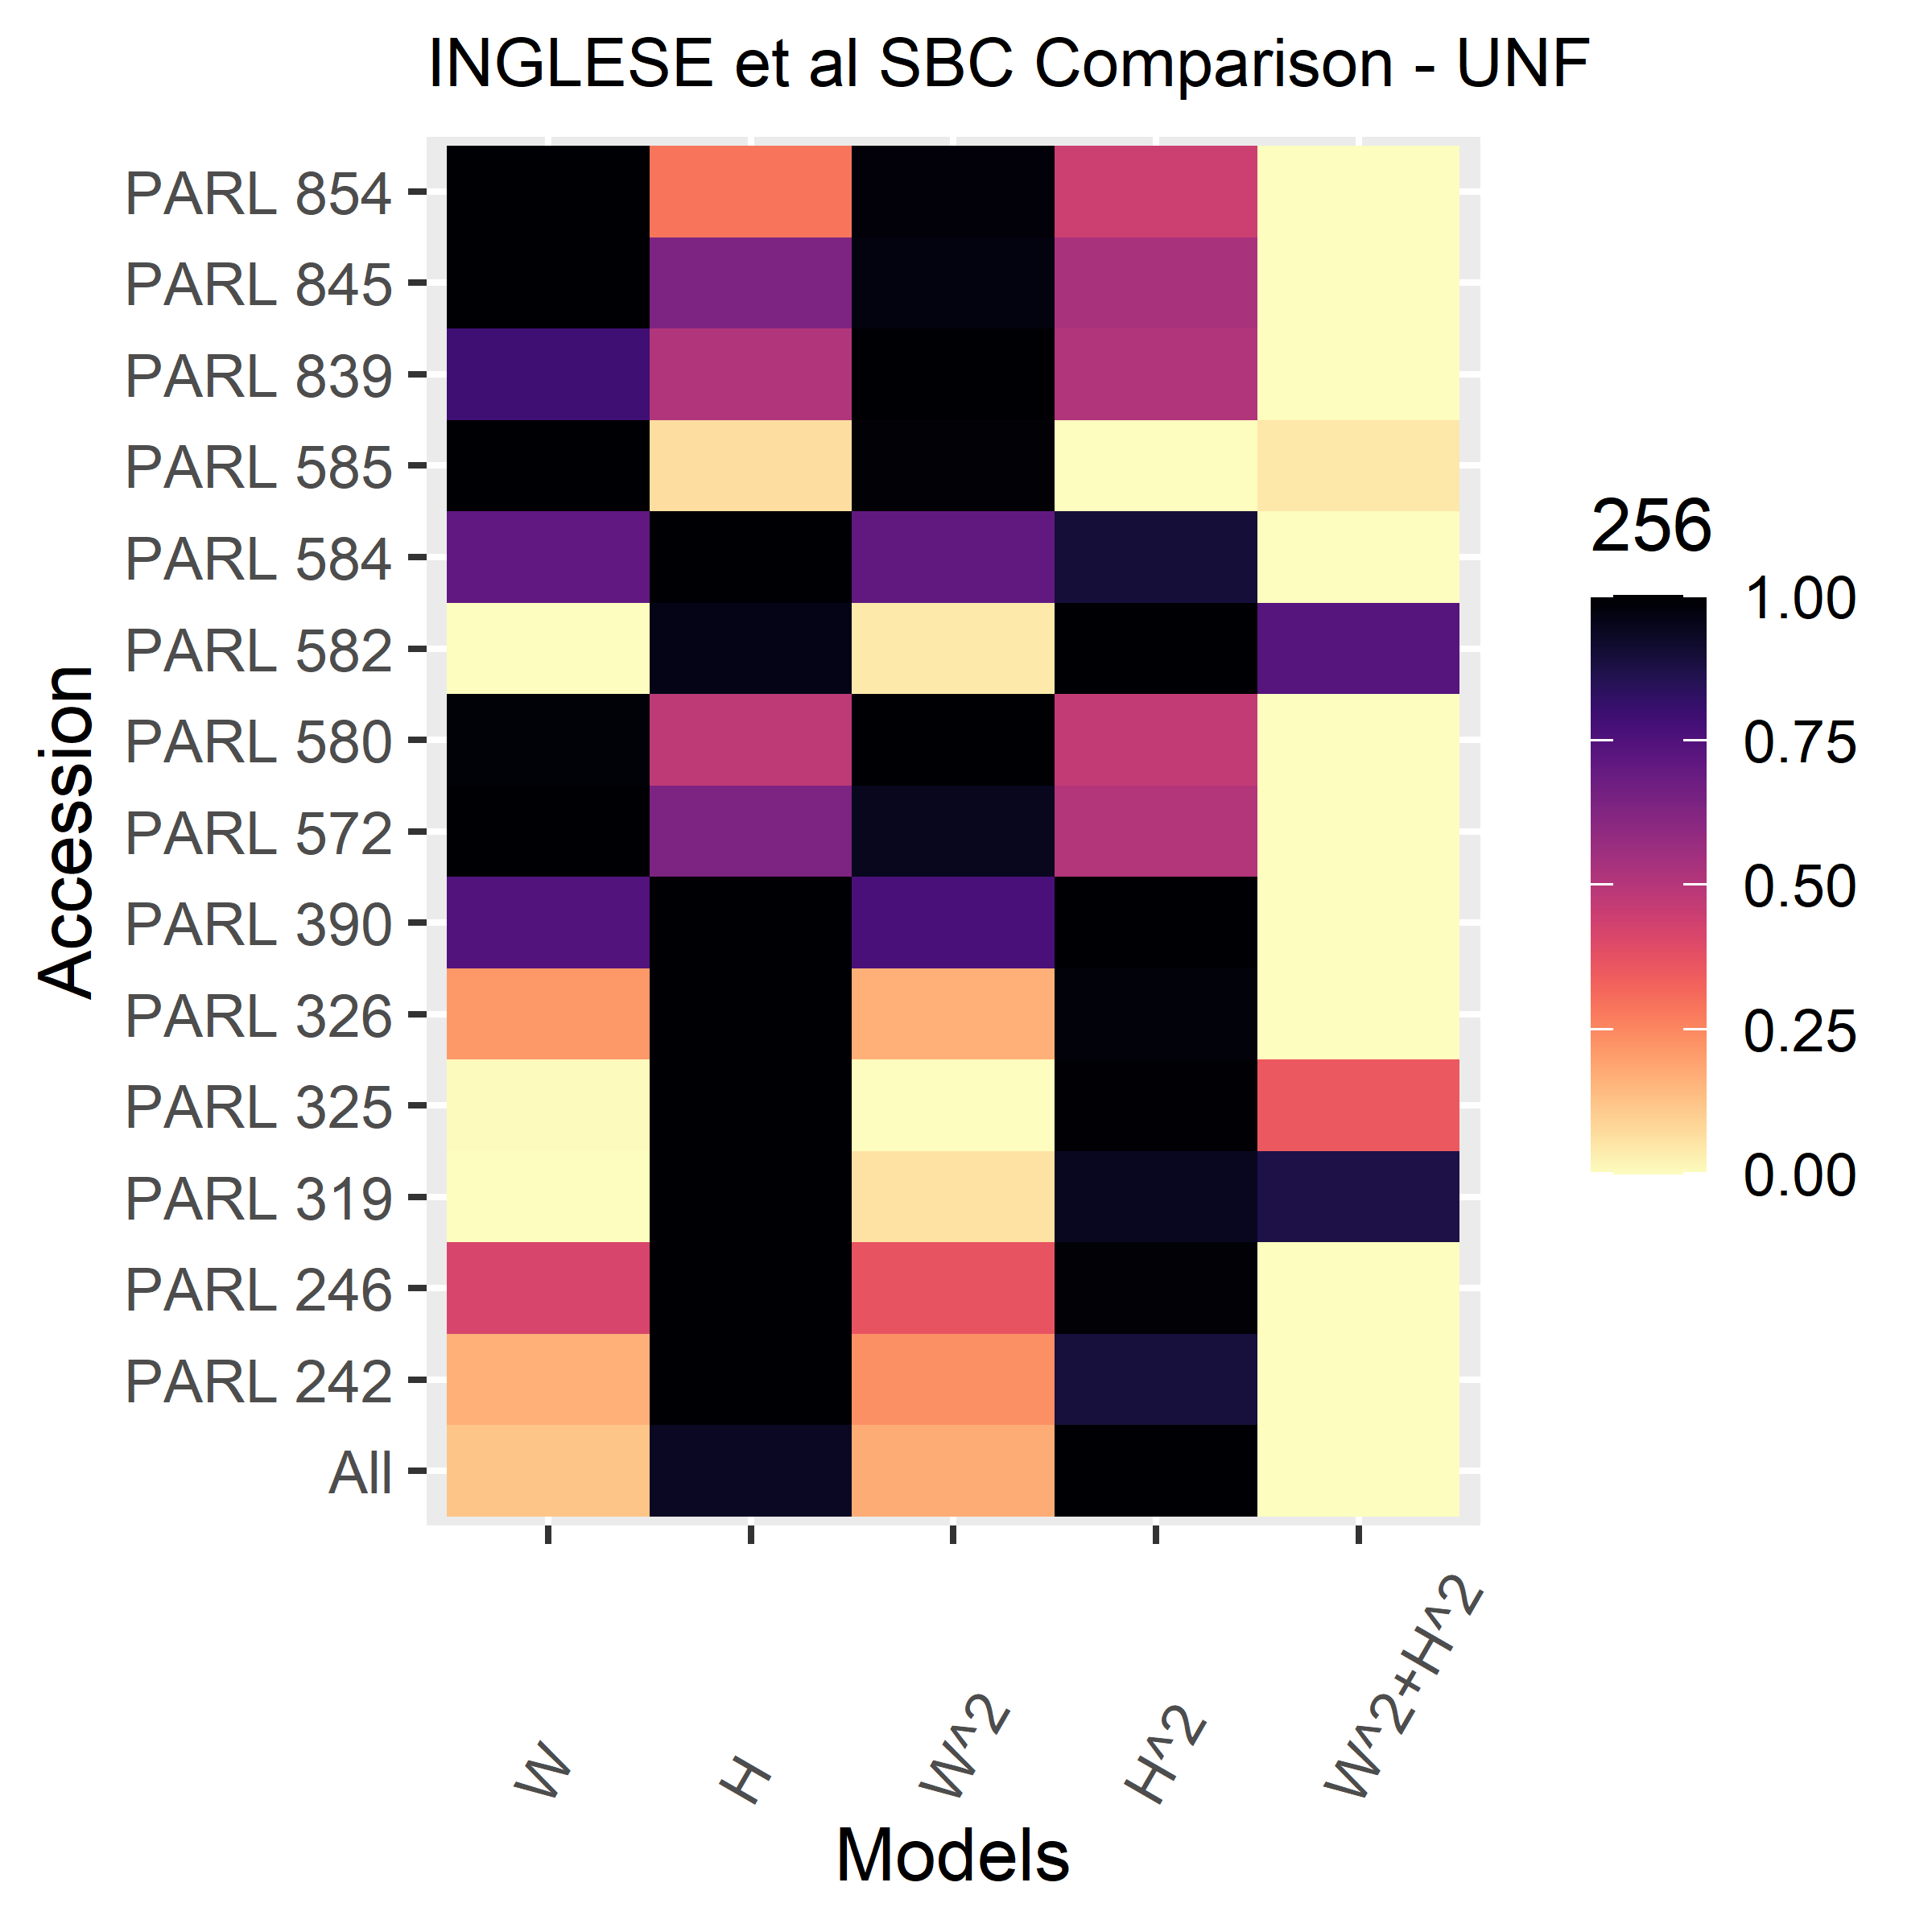 INGLESE et al SBC Comparison - UNF
PARL 854
PARL 845
PARL 839
PARL 585
PARL 584
PARL 582
PARL 580
PARL 572
PARL 390
PARL 326
PARL 325
PARL 319
PARL 246
PARL 242
All
Accession
W
H
W^2
H^2
W^2+H^2
Models
256
1.00
0.75
0.50
0.25
0.00